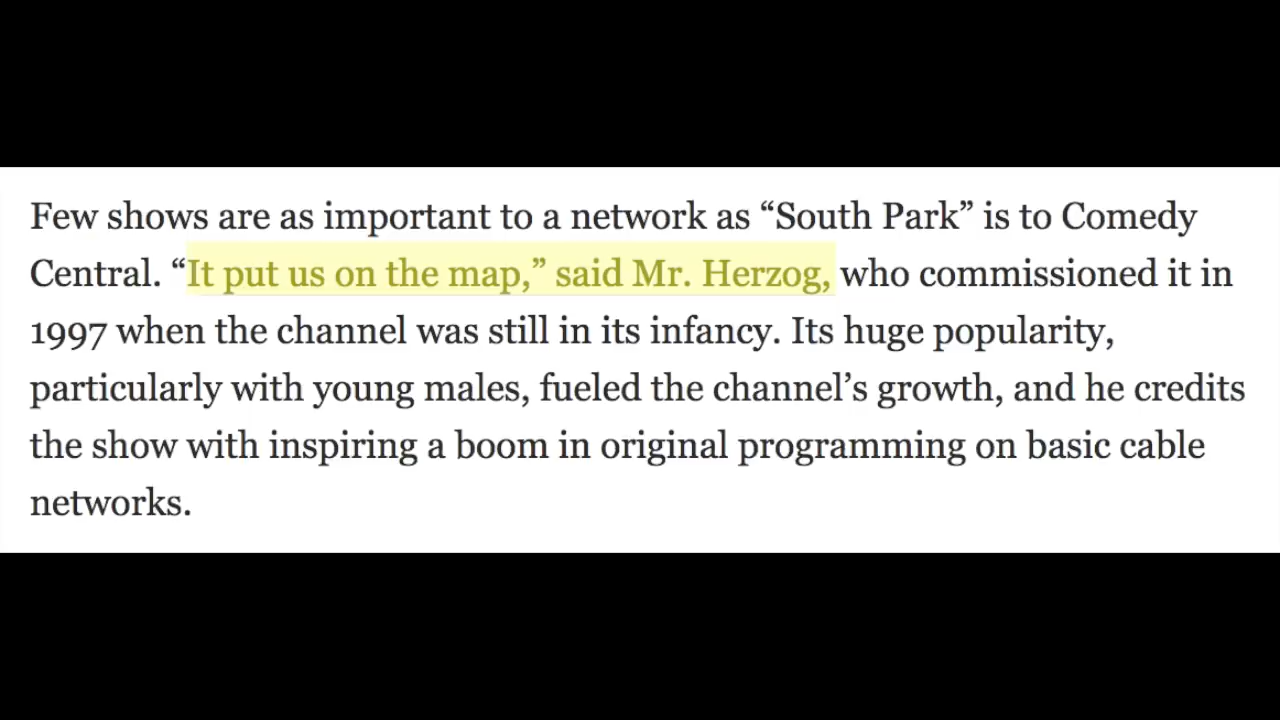 Few shows are as important to a network as “South Park” is to Comedy
Central. “It put us on the map,” said Mr. Herzog, who commissioned it in
1997 when the channel was still in its infancy. Its huge popularity,
particularly with young males, fueled the channel’s growth, and he credits
the show with inspiring a boom in original programming on basic cable
networks.